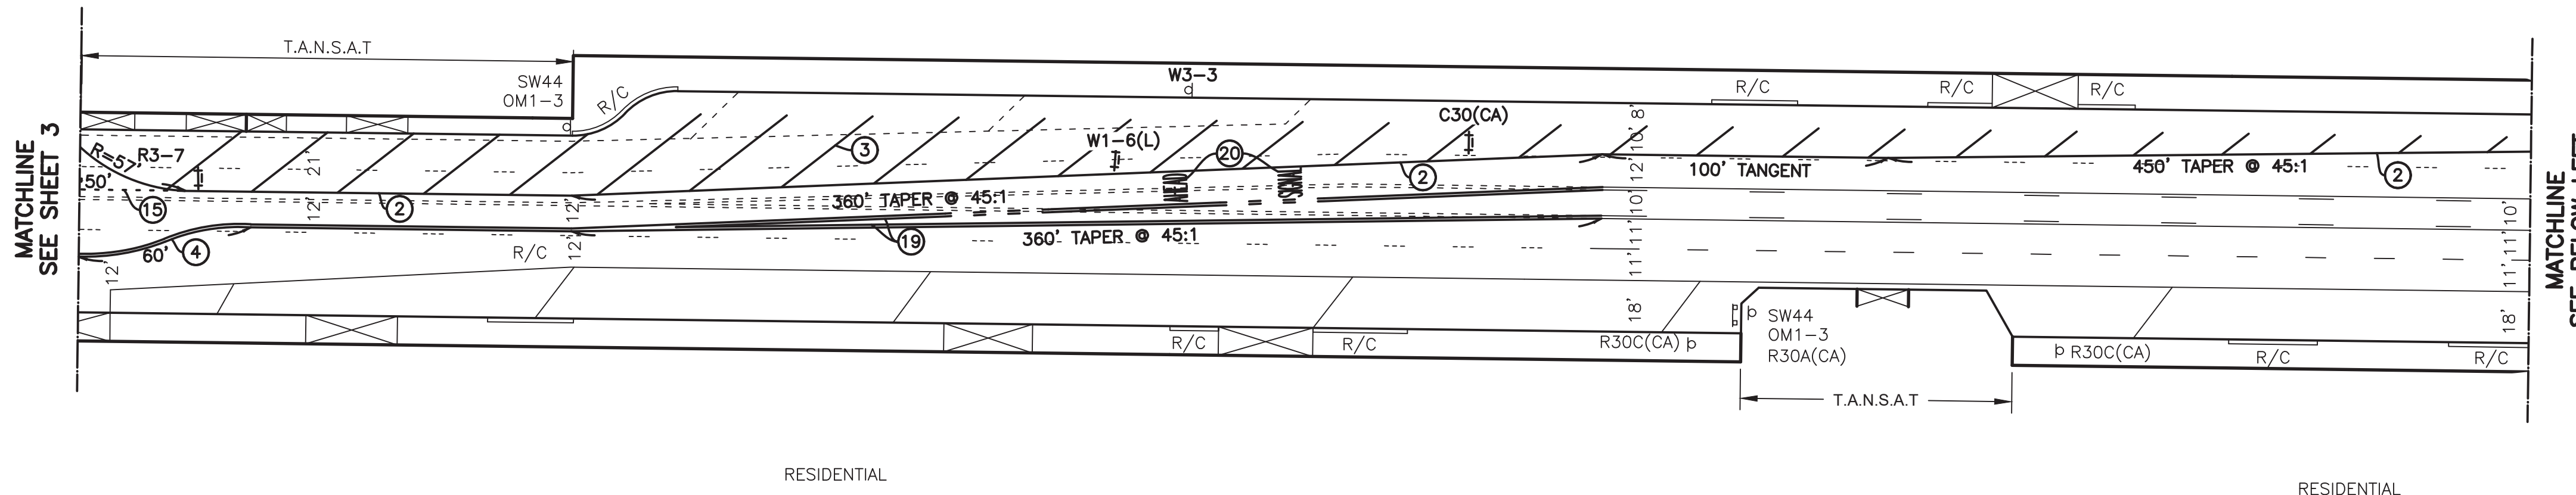 T.A.N.S.A.T
SW44
OM1-3
R/C
W3-3
R/C
R/C
R/C
C30(CA)
8'
10'
12'
W1-6(L)
R3-7
R=57'
50'
21'
12'
12'
3
20
2
2
2
15
AHEAD
SIGNAL
360' TAPER @ 45:1
100' TANGENT
450' TAPER @ 45:1
MATCHLINE
SEE SHEET 3
4
60'
12'
R/C
12'
19
360' TAPER @ 45:1
10'
11'
11'
18'
10'
11'
11'
18'
MATCHLINE
R/C
R/C
R30C(CA)
SW44
OM1-3
R30A(CA)
R30C(CA)
R/C
R/C
T.A.N.S.A.T
RESIDENTIAL
RESIDENTIAL